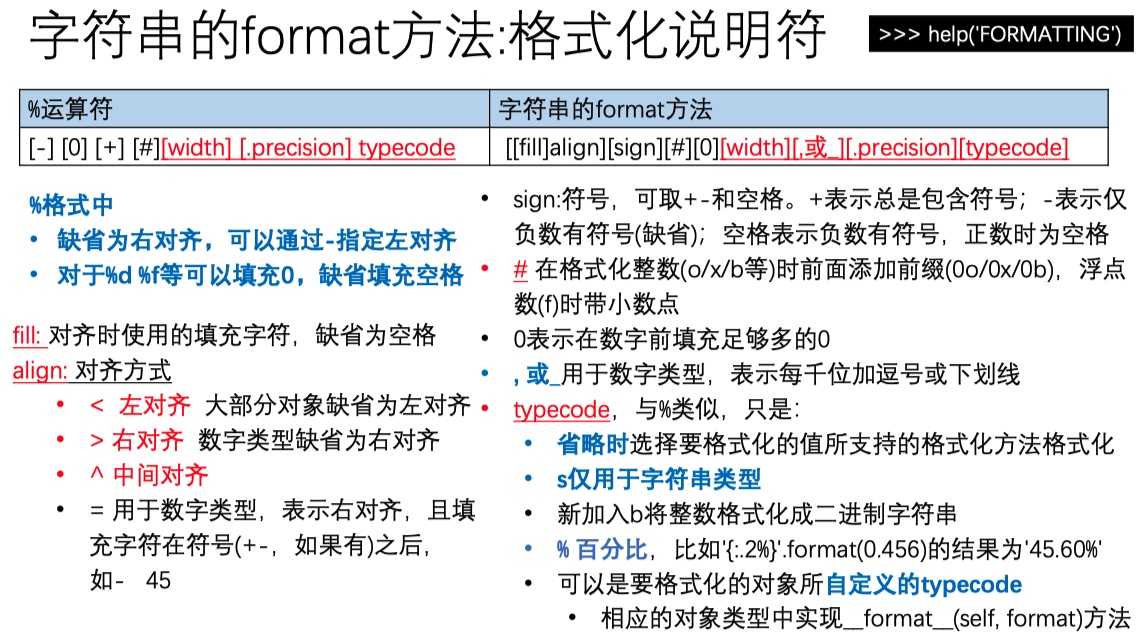 字符串的format方法:格式化说明符
>>> help('FORMATTING')
%运算符
字符串的format方法
[-] [0] [+] [#][width] [.precision] typecode
[[fill]align][sign][#][0][width][,或_][.precision][typecode]
%格式中
• 缺省为右对齐，可以通过-指定左对齐
• 对于%d %f等可以填充0，缺省填充空格
fill: 对齐时使用的填充字符，缺省为空格
align: 对齐方式
• < 左对齐 大部分对象缺省为左对齐
• > 右对齐 数字类型缺省为右对齐
• ^ 中间对齐
• = 用于数字类型，表示右对齐，且填
充字符在符号(+-，如果有)之后，
如- 45
• sign:符号，可取+-和空格。+表示总是包含符号；-表示仅
负数有符号(缺省)；空格表示负数有符号，正数时为空格
• # 在格式化整数(o/x/b等)时前面添加前缀(0o/0x/0b)，浮点
数(f)时带小数点
• 0表示在数字前填充足够多的0
• , 或_用于数字类型，表示每千位加逗号或下划线
• typecode，与%类似，只是：
• 省略时选择要格式化的值所支持的格式化方法格式化
• s仅用于字符串类型
• 新加入b将整数格式化成二进制字符串
• % 百分比，比如'{:.2%}'.format(0.456)的结果为'45.60%'
• 可以是要格式化的对象所自定义的typecode
• 相应的对象类型中实现__format__(self, format)方法